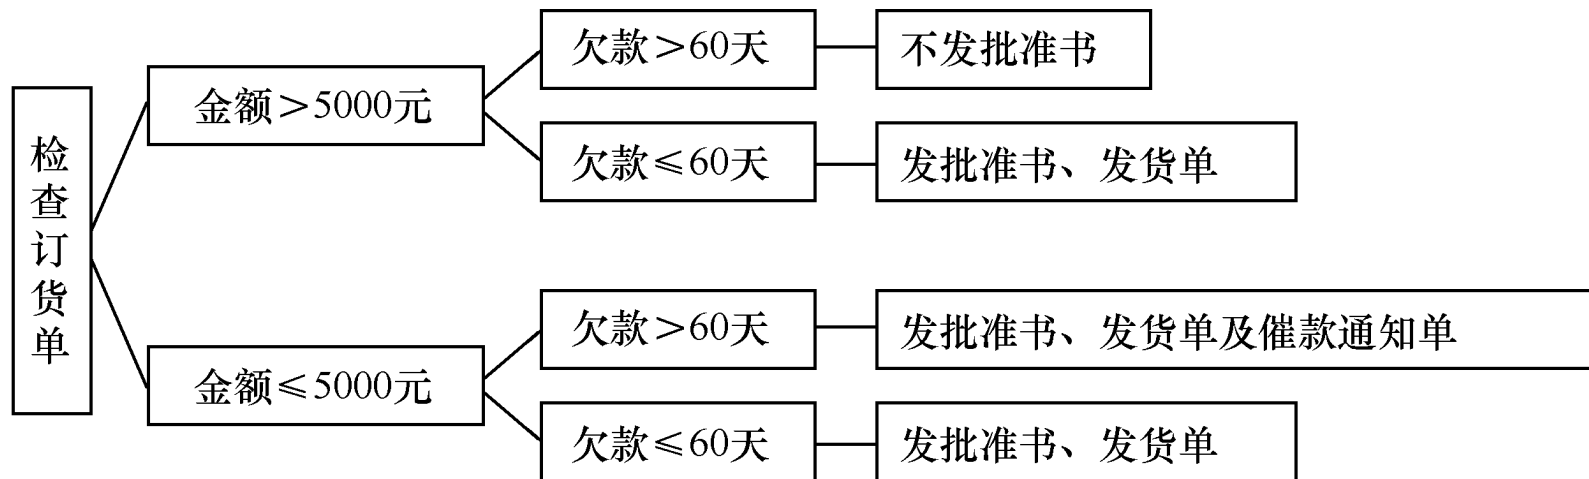 检查订货单
金额>5000元
欠款>60天
不发批准书
欠款≤60天
发批准书、发货单
金额≤5000元
欠款>60天
发批准书、发货单及催款通知单
欠款≤60天
发批准书、发货单